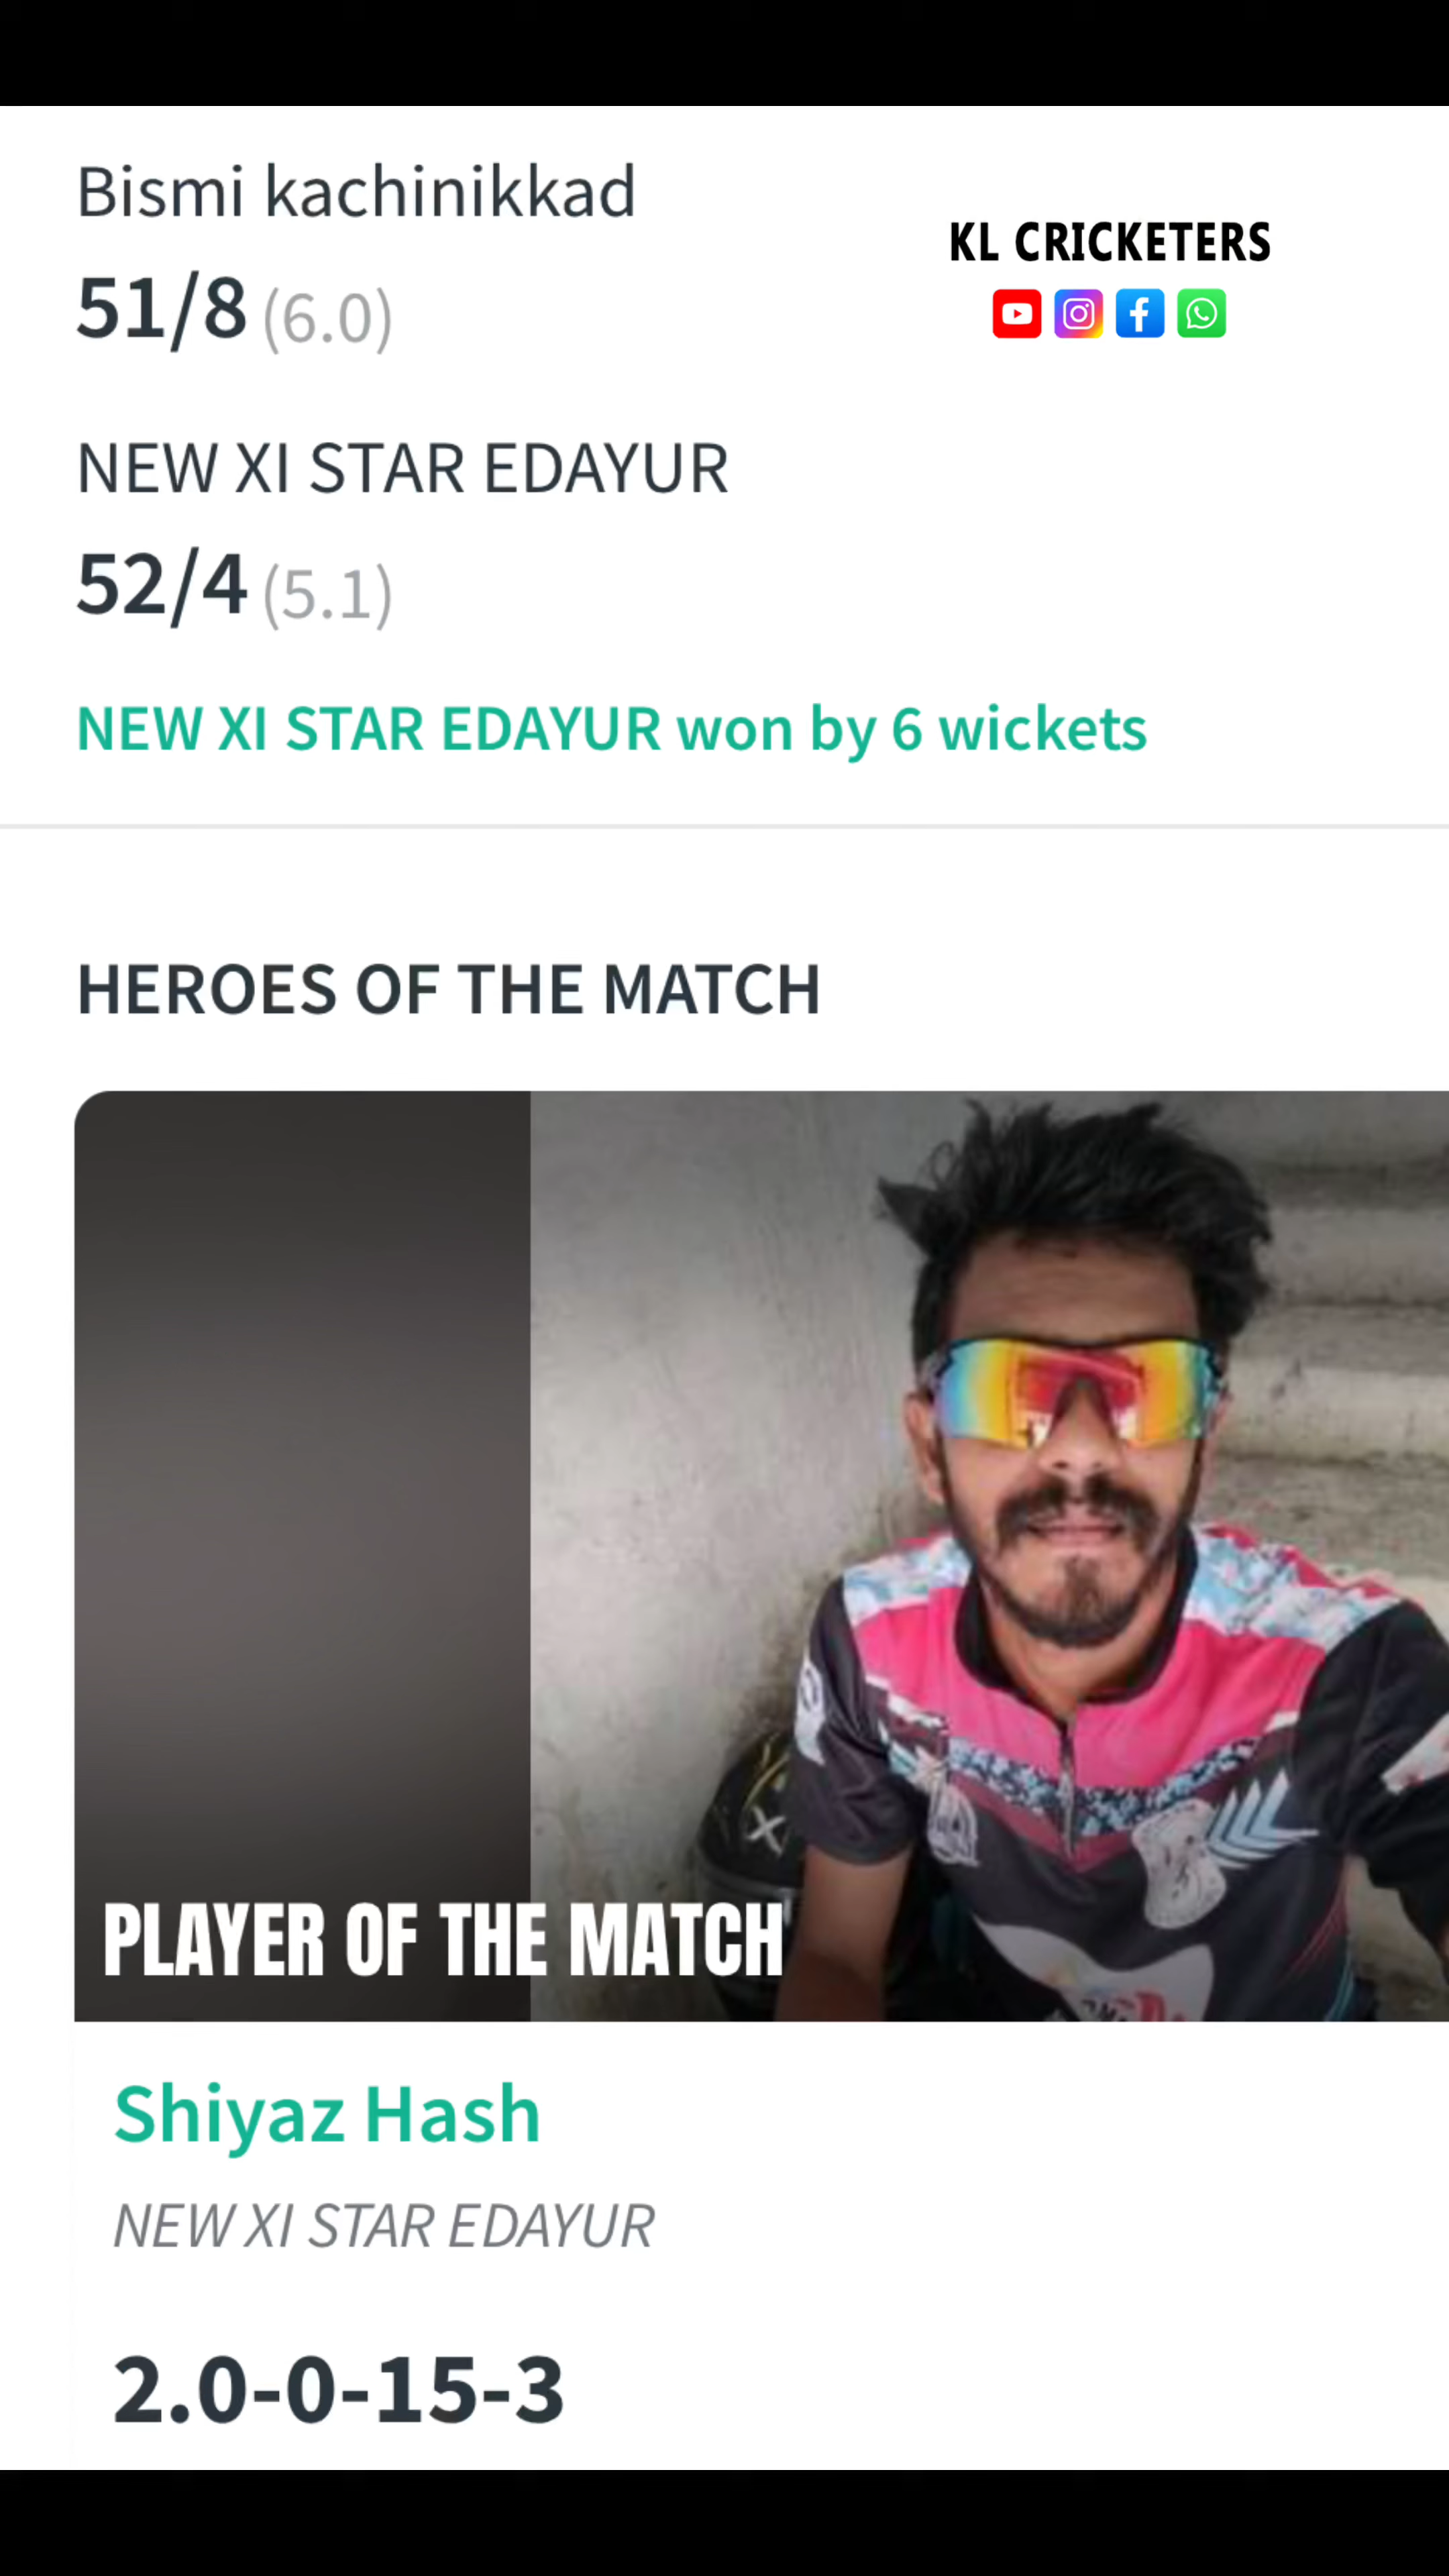 Bismi kachinikkad
51/8 (6.0)
KL CRICKETERS
NEW XI STAR EDAYUR
52/4 (5.1)
NEW XI STAR EDAYUR won by 6 wickets
HEROES OF THE MATCH
PLAYER OF THE MATCH
Shiyaz Hash
NEW XI STAR EDAYUR
2.0-0-15-3